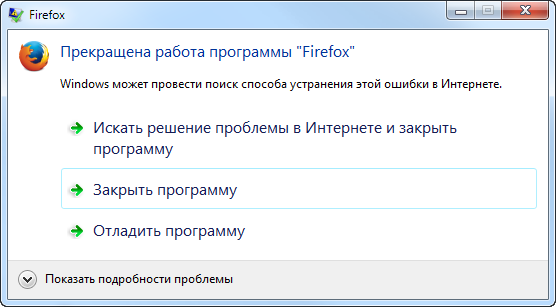 Firefox
Прекращена работа программы "Firefox"
Windows может провести поиск способа устранения этой ошибки в Интернете.
Искать решение проблемы в Интернете и закрыть
программу
Закрыть программу
Отладить программу
Показать подробности проблемы